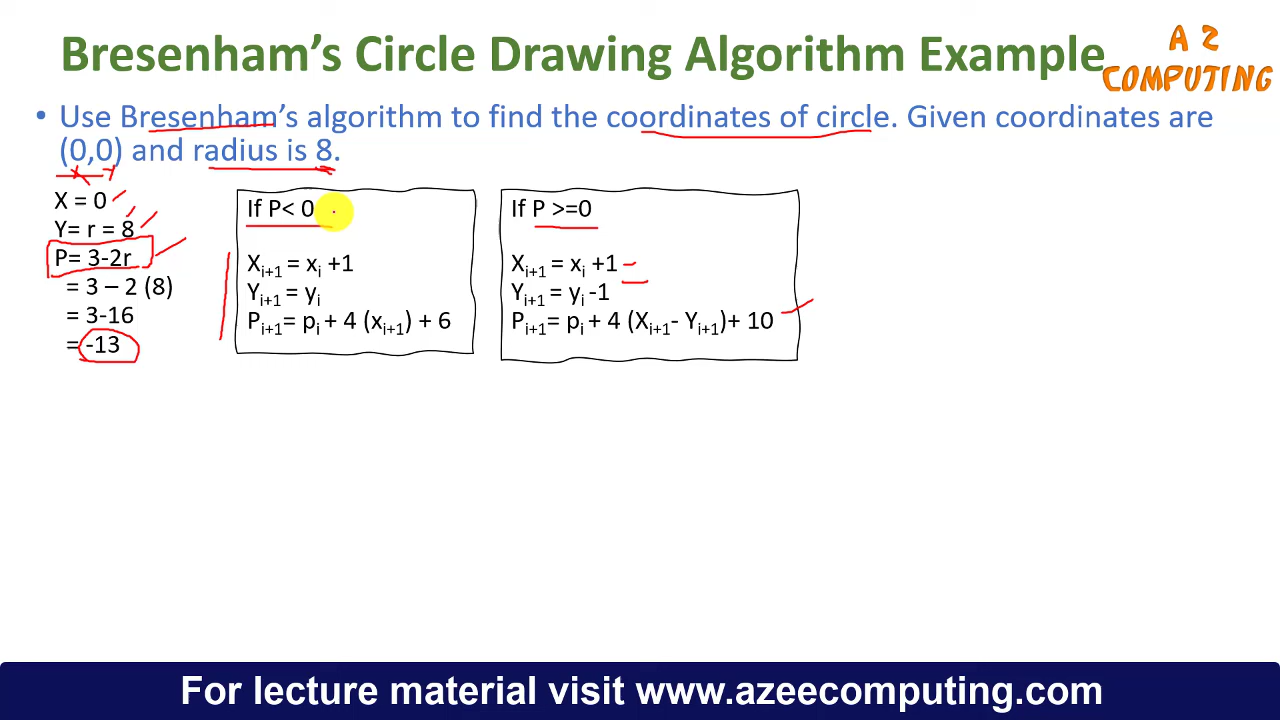 Bresenham's Circle Drawing Algorithm Example
A Z
COMPUTING
• Use Bresenham's algorithm to find the coordinates of circle. Given coordinates are
(0,0) and radius is 8.
X Y
X = 0
Y= r = 8
P= 3-2r
= 3 – 2 (8)
= 3-16
= -13
If P< 0
Xi+1 = xi +1
Yi+1 = yi
Pi+1= pi + 4 (xi+1) + 6
If P >=0
Xi+1 = xi +1
Yi+1 = yi -1
Pi+1= pi + 4 (Xi+1- Yi+1)+ 10
For lecture material visit www.azeecomputing.com